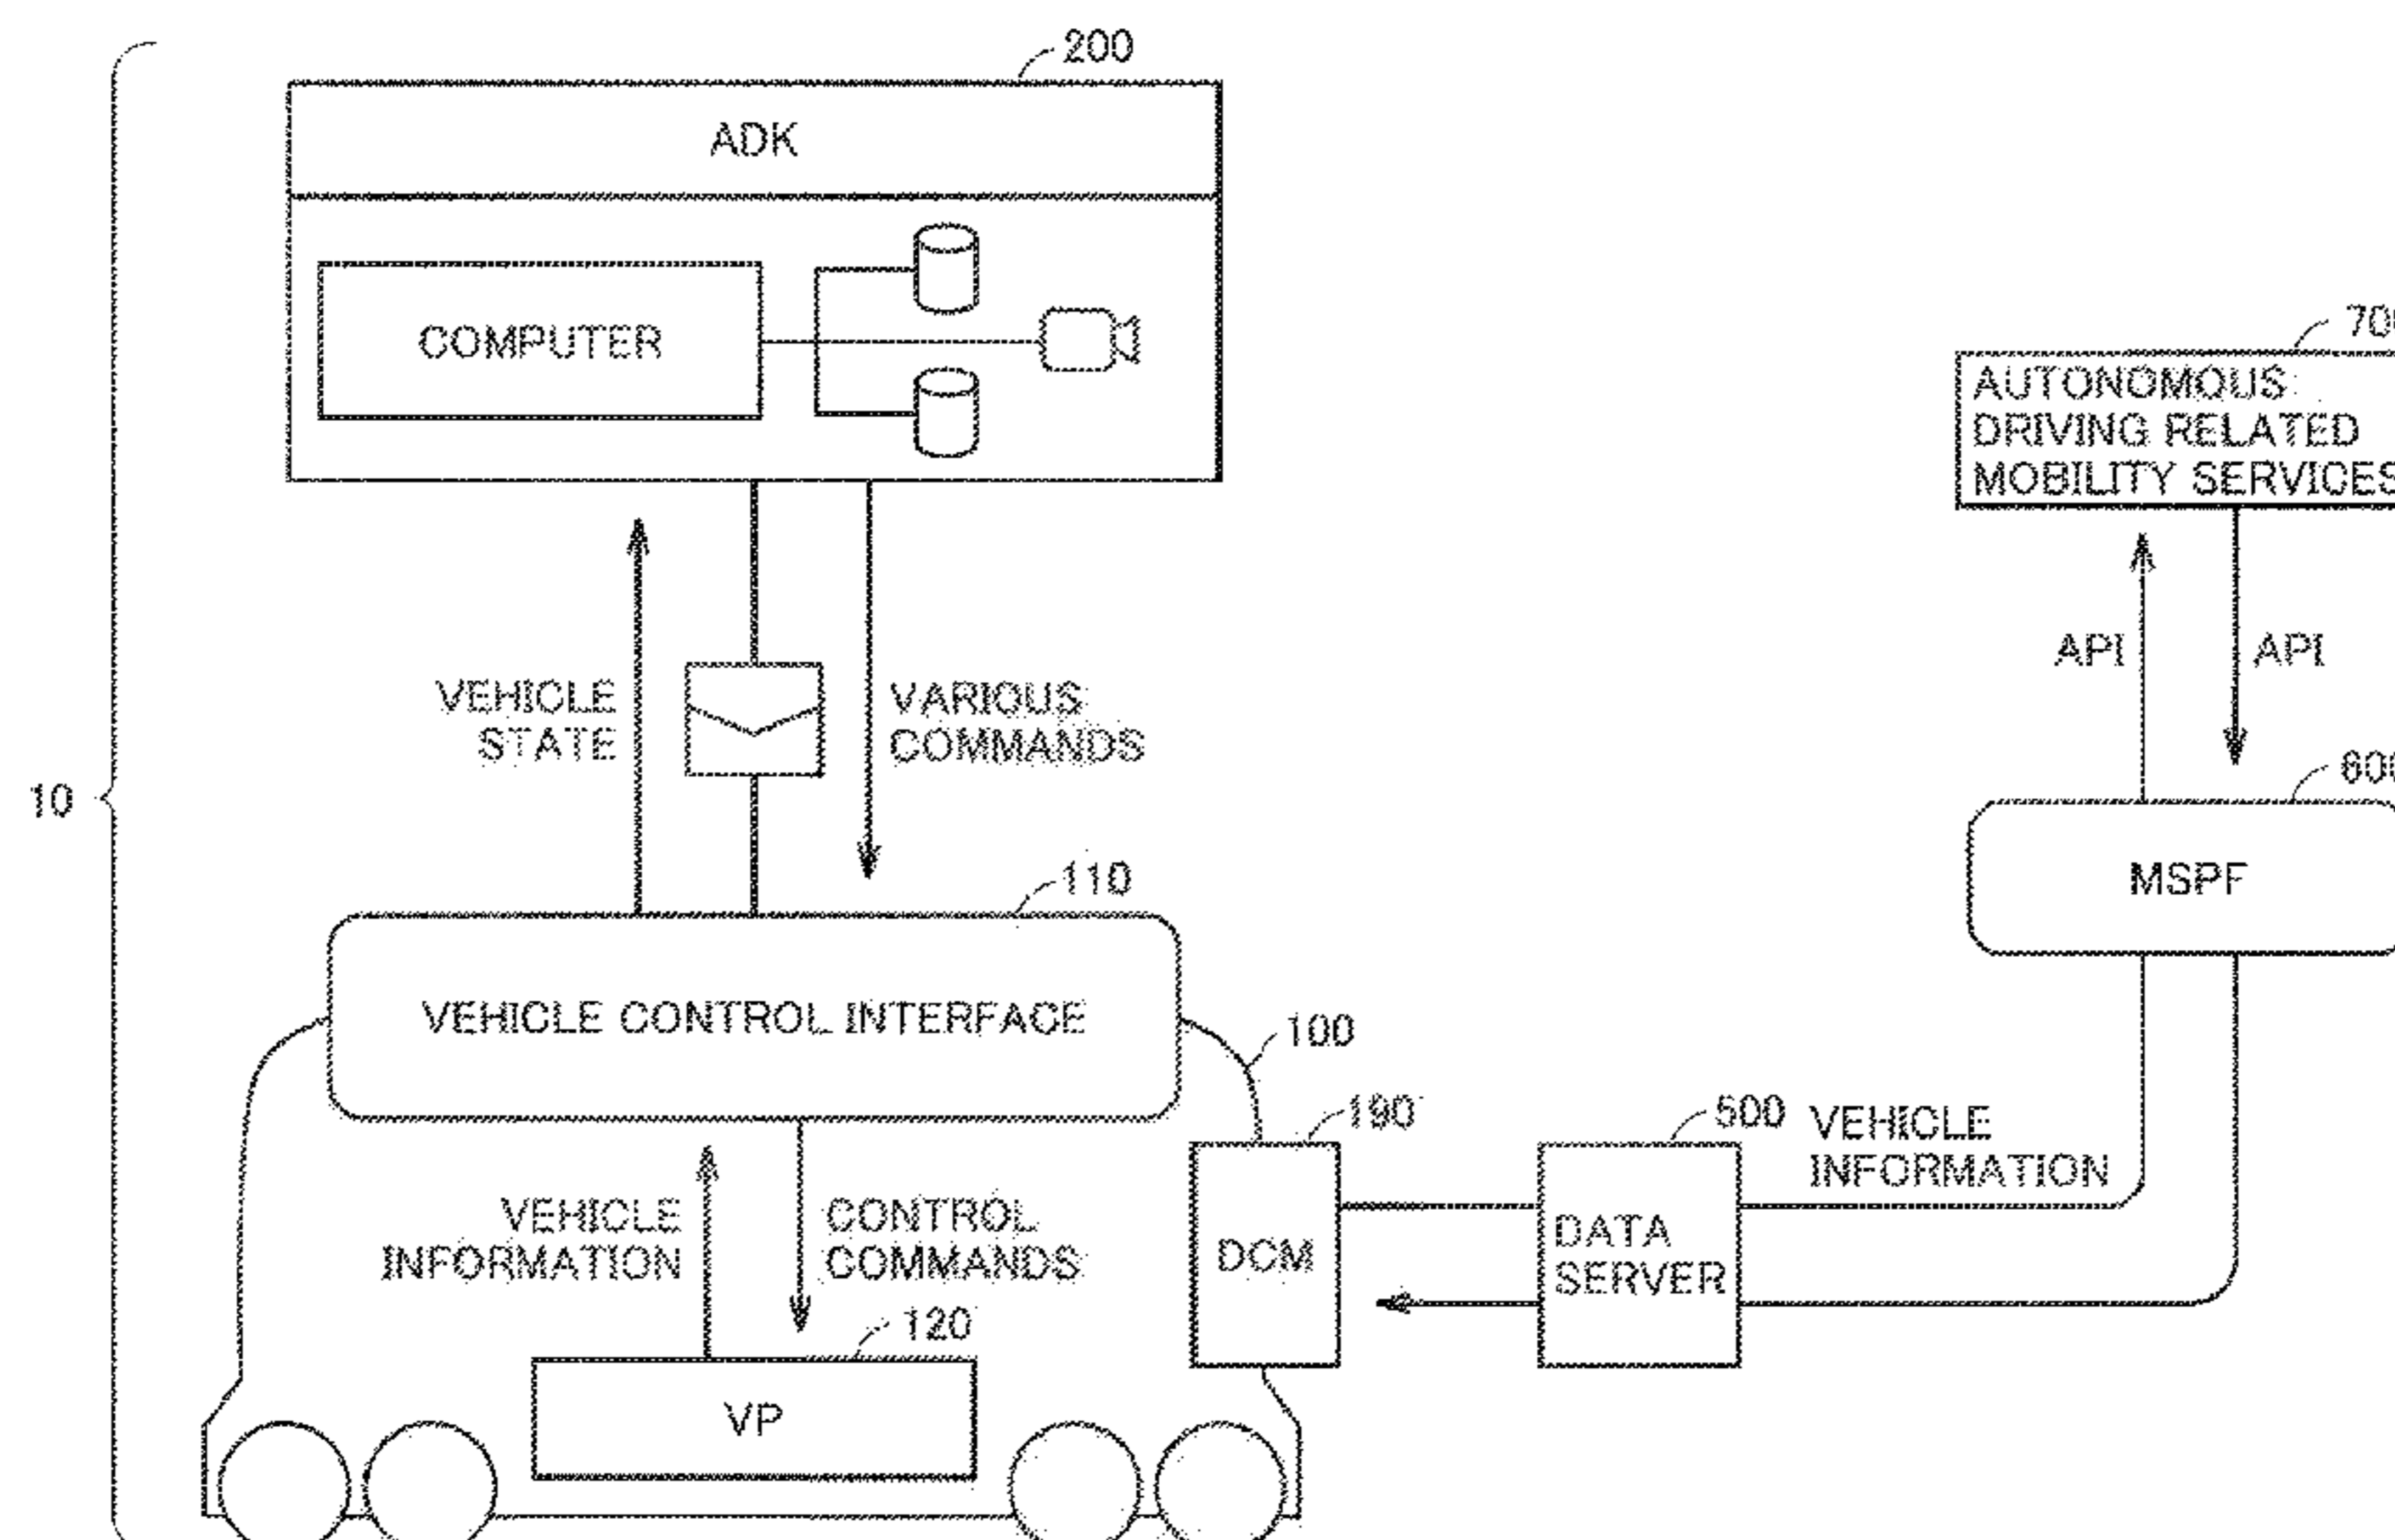 200
ADK
COMPUTER
VEHICLE
STATE
VARIOUS
COMMANDS
10
110
VEHICLE CONTROL INTERFACE
100
190
DCM
VEHICLE
INFORMATION
CONTROL
COMMANDS
120
VP
500
DATA
SERVER
VEHICLE
INFORMATION
AUTONOMOUS
DRIVING RELATED
MOBILITY SERVICES
API
API
MSPF